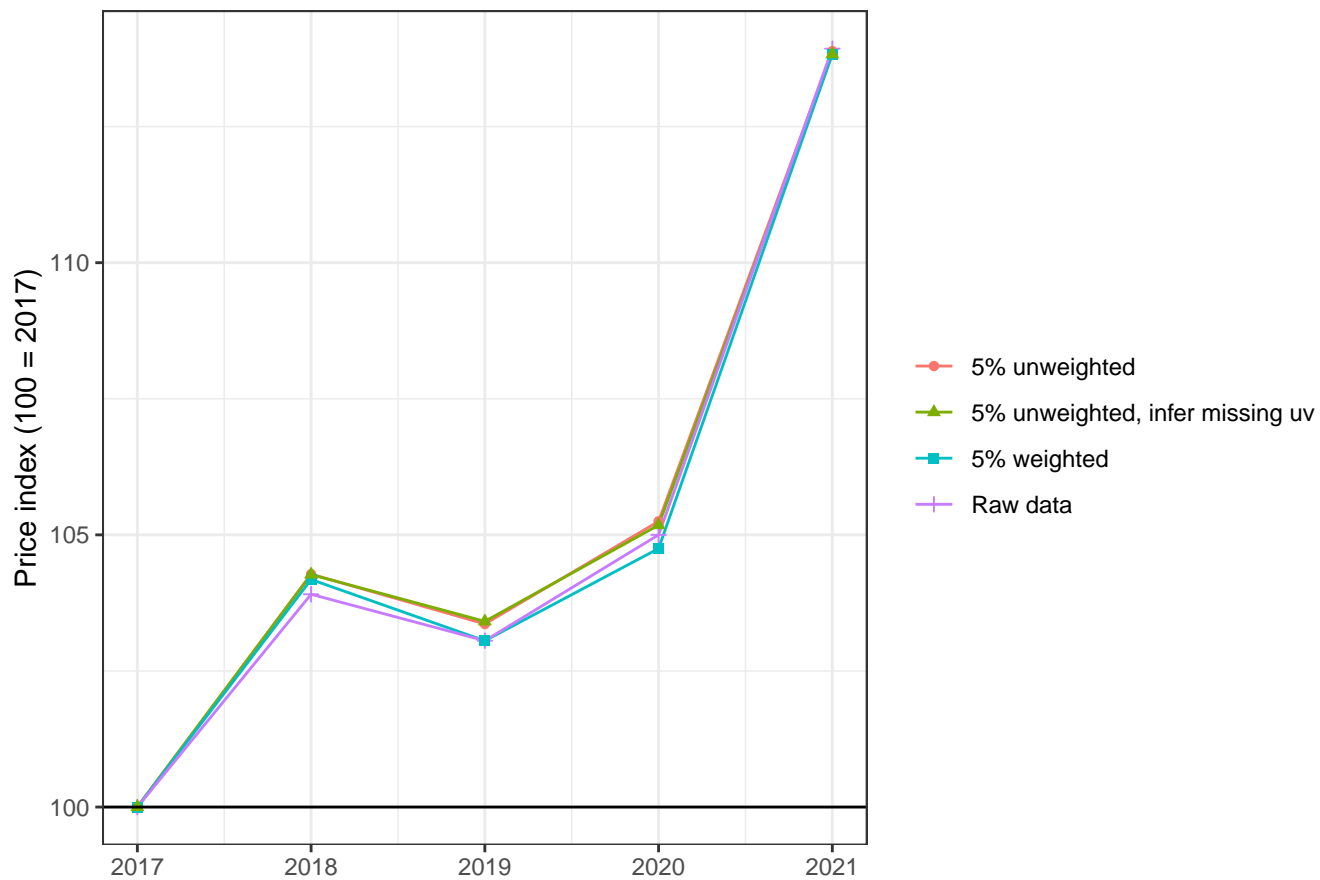 Price index (100 = 2017)
110
105
100
2017 2018 2019 2020 2021
5% unweighted
5% unweighted, infer missing uv
5% weighted
Raw data